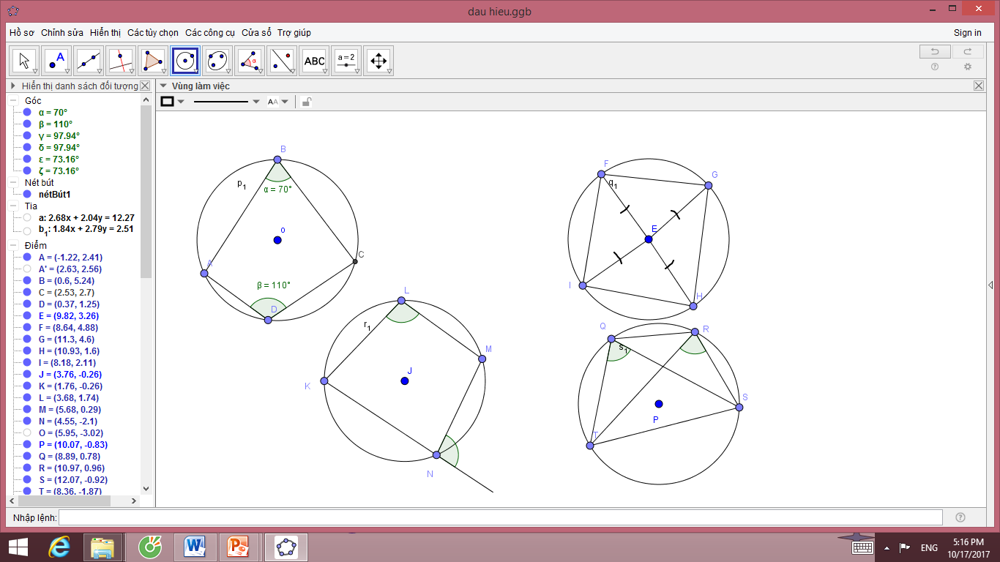 dau hieu.ggb
Hồ sơ Chỉnh sửa Hiển thị Các tùy chọn Các công cụ Cửa sổ Trợ giúp Sign in
A α ABC a = 2
Hiển thị danh sách đối tượng Vùng làm việc
AA
Góc
α = 70°
β = 110°
γ = 97.94°
δ = 97.94°
ε = 73.16°
ζ = 73.16°
Nét bút
nétBút1
Tia
a: 2.68x + 2.04y = 12.27
b₁: 1.84x + 2.79y = 2.51
Điểm
A = (-1.22, 2.41)
A' = (2.63, 2.56)
B = (0.6, 5.24)
C = (2.53, 2.7)
D = (0.37, 1.25)
E = (9.82, 3.26)
F = (8.64, 4.88)
G = (11.3, 4.6)
H = (10.93, 1.6)
I = (8.18, 2.11)
J = (3.76, -0.26)
K = (1.76, -0.26)
L = (3.68, 1.74)
M = (5.68, 0.29)
N = (4.55, -2.1)
O = (5.95, -3.02)
P = (10.07, -0.83)
Q = (8.89, 0.78)
R = (10.97, 0.96)
S = (12.07, -0.92)
T = (8.36, -1.87)
B
p₁
α = 70°
o
C
A
β = 110°
D
L
r₁
M
J
K
N
F
G
q₁
E
I
H
Q
R
s₁
S
P
T
Nhập lệnh:
ENG
5:16 PM
10/17/2017